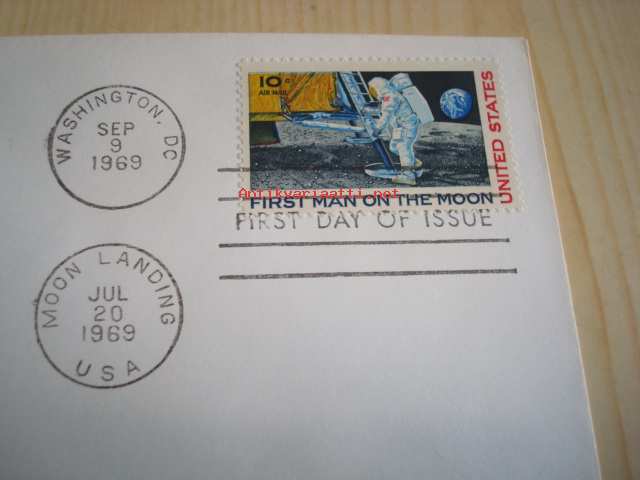 WASHINGTON, DC
SEP
9
1969
10c
AIR MAIL
UNITED STATES
Antikvariaatti.net
FIRST MAN ON THE MOON
FIRST DAY OF ISSUE
MOON LANDING
JUL
20
1969
USA